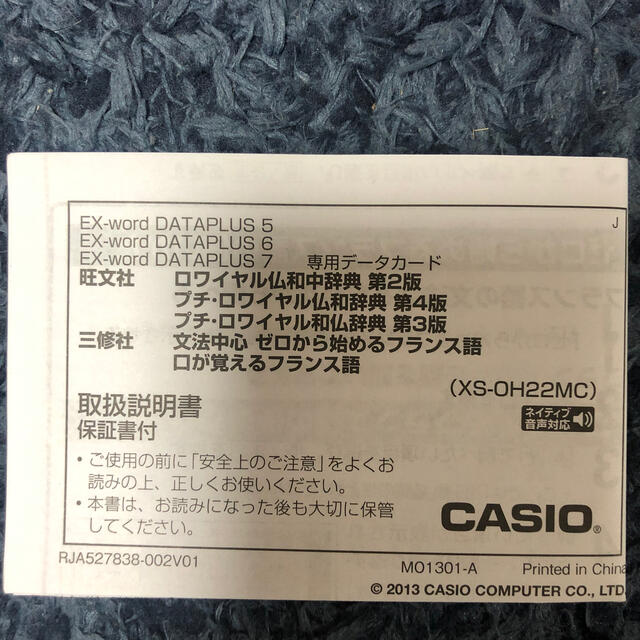 EX-word DATAPLUS 5
J
EX-word DATAPLUS 6
EX-word DATAPLUS 7 専用データカード
旺文社 ロワイヤル仏和中辞典 第2版
プチ・ロワイヤル仏和辞典 第4版
プチ・ロワイヤル和仏辞典 第3版
三修社 文法中心 ゼロから始めるフランス語
口が覚えるフランス語
(XS-OH22MC)
取扱説明書
保証書付
ネイティブ
音声対応
・ご使用の前に「安全上のご注意」をよくお
読みの上、正しくお使いください。
・本書は、お読みになった後も大切に保管
してください。
CASIO®
RJA527838-002V01
MO1301-A Printed in China
© 2013 CASIO COMPUTER CO., LTD.